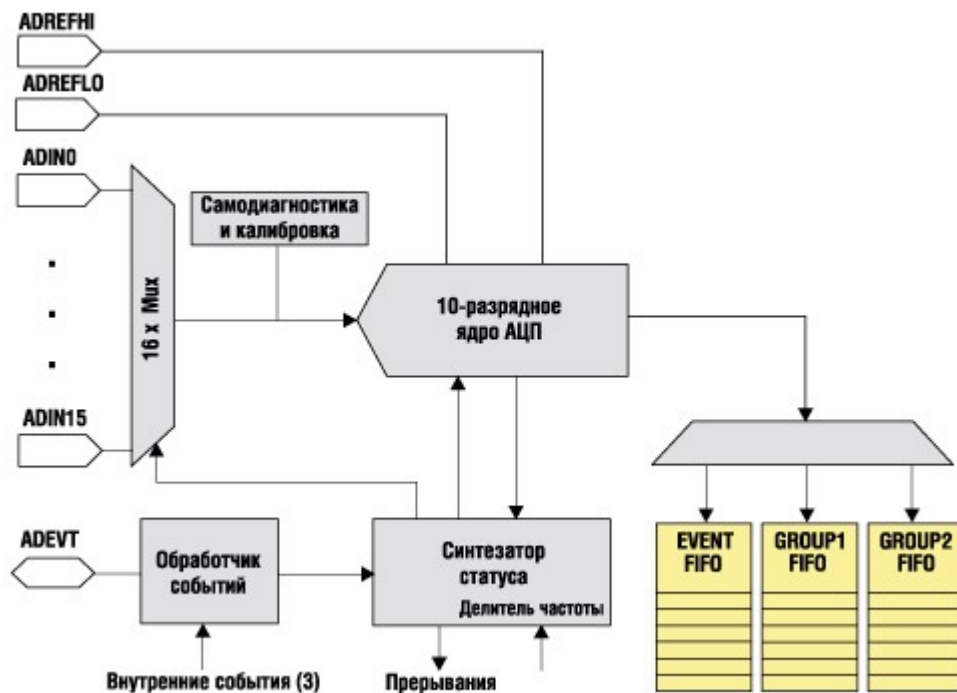 ADREFHI
ADREFLO
ADIN0
Самодиагностика
и калибровка
16 x Mux
10-разрядное
ядро АЦП
ADIN15
ADEVT
Обработчик
событий
Синтезатор
статуса
Делитель частоты
EVENT
FIFO
GROUP1
FIFO
GROUP2
FIFO
Внутренние события (3)
Прерывания